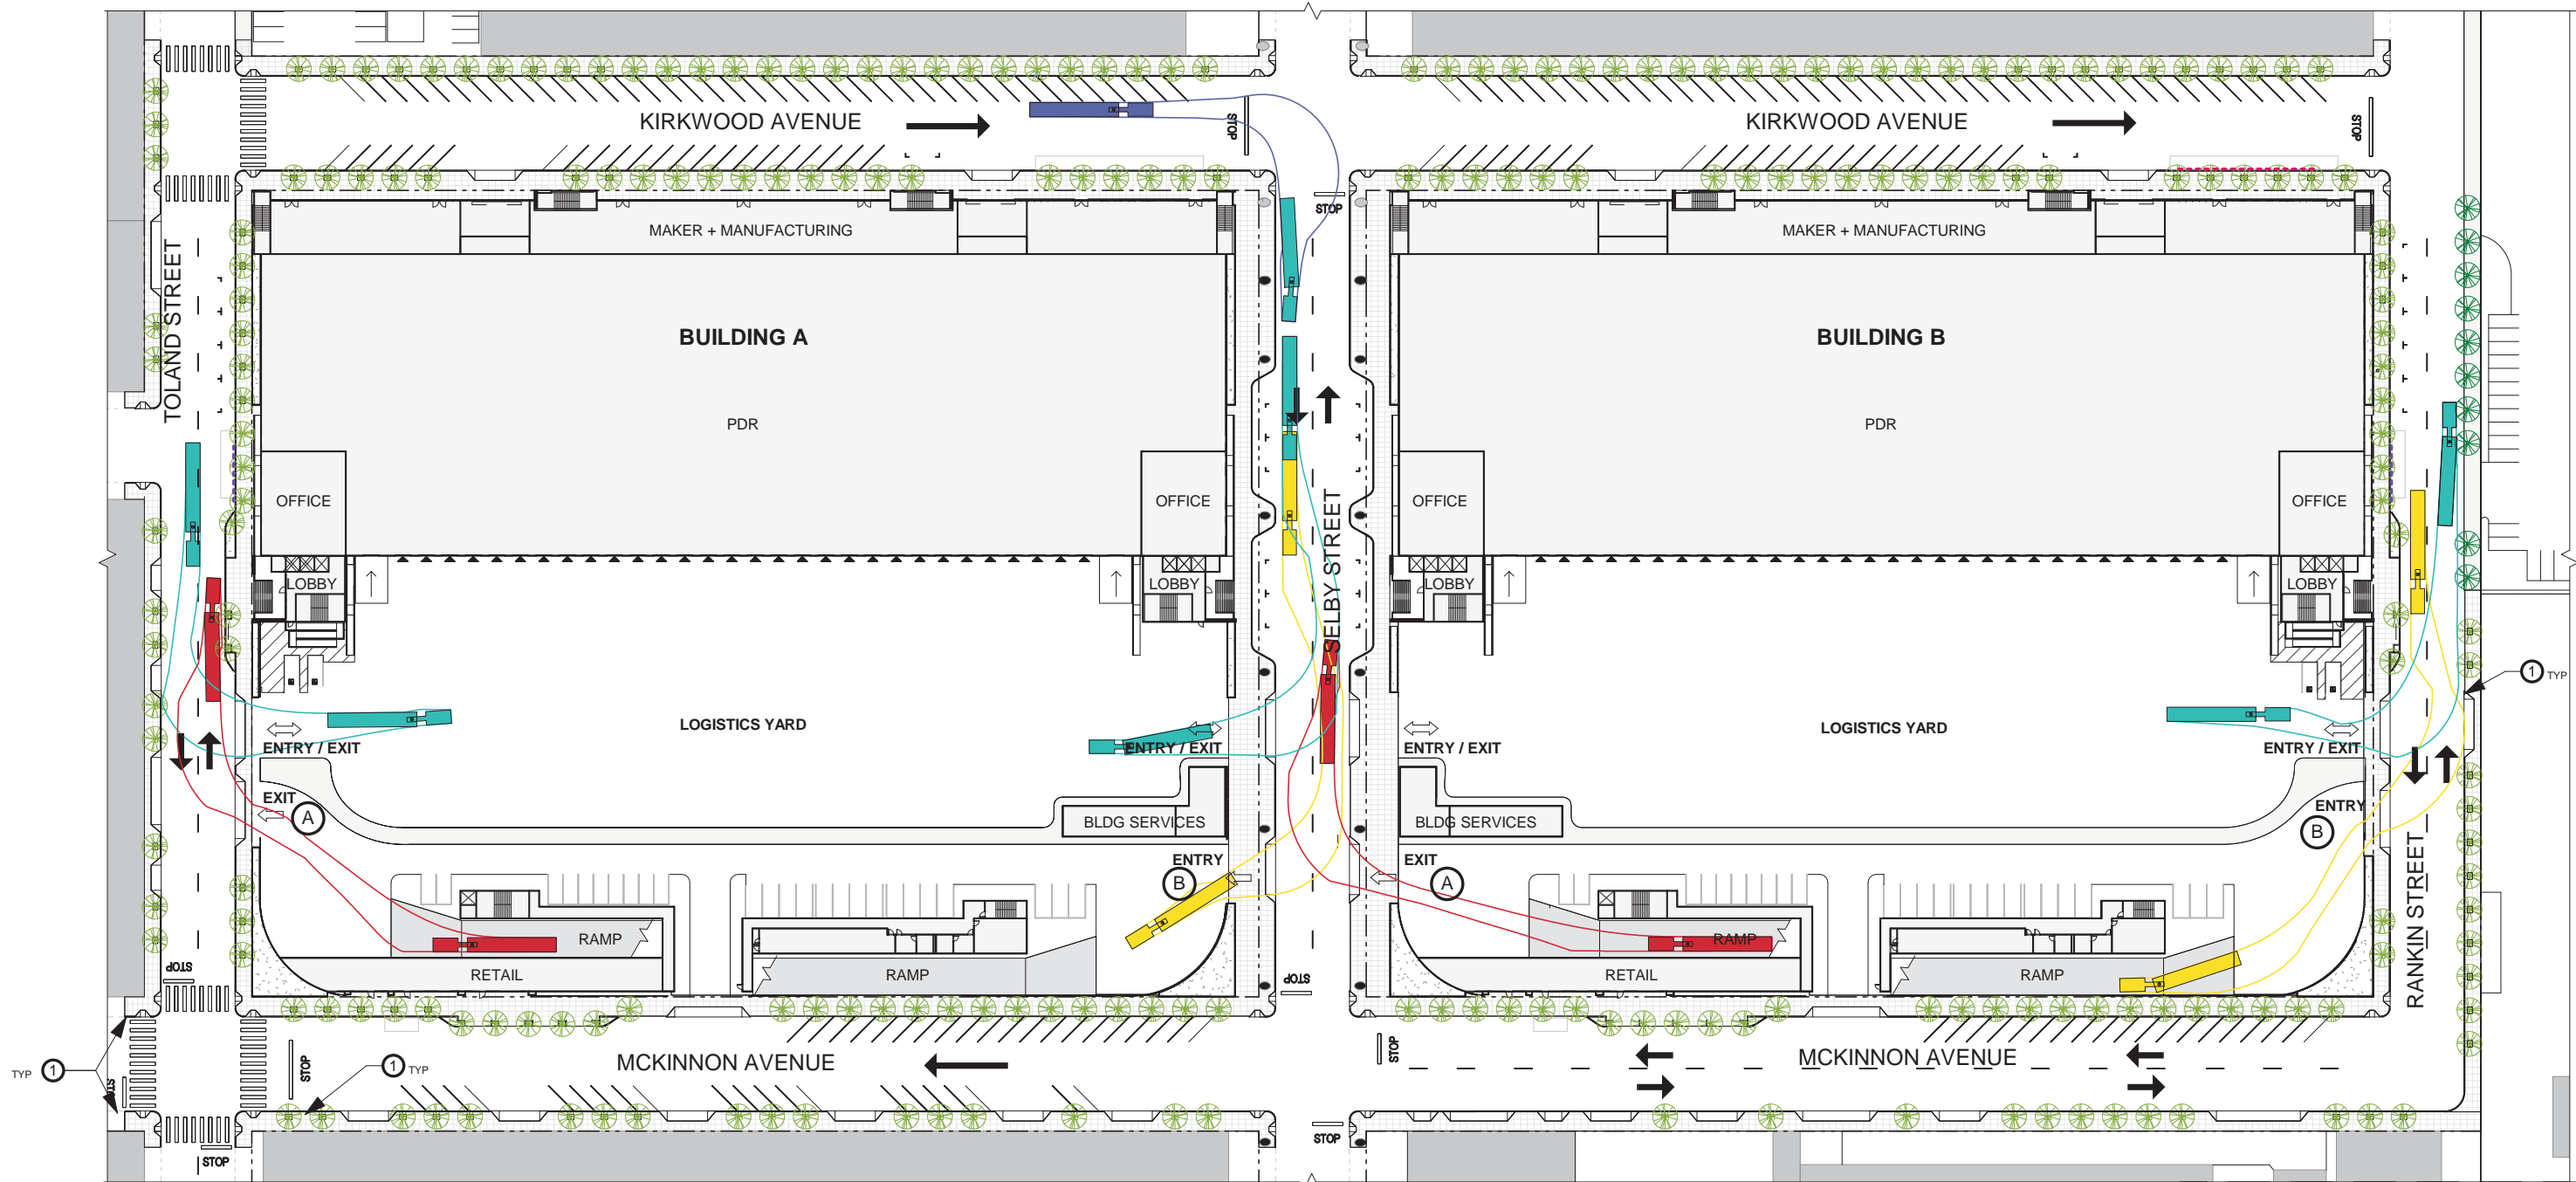 KIRKWOOD AVENUE
KIRKWOOD AVENUE
STOP
STOP
STOP
MAKER + MANUFACTURING
MAKER + MANUFACTURING
TOLAND STREET
BUILDING A
BUILDING B
PDR
PDR
OFFICE
OFFICE
OFFICE
OFFICE
SELBY STREET
LOBBY
LOBBY
LOBBY
LOBBY
1 TYP
LOGISTICS YARD
LOGISTICS YARD
ENTRY / EXIT
ENTRY / EXIT
ENTRY / EXIT
ENTRY / EXIT
EXIT
A
BLDG SERVICES
BLDG SERVICES
ENTRY
B
ENTRY
B
EXIT
A
RANKIN STREET
RAMP
RAMP
RETAIL
RAMP
RETAIL
RAMP
STOP
STOP
MCKINNON AVENUE
MCKINNON AVENUE
STOP
STOP
TYP 1
1 TYP
STOP
STOP
STOP